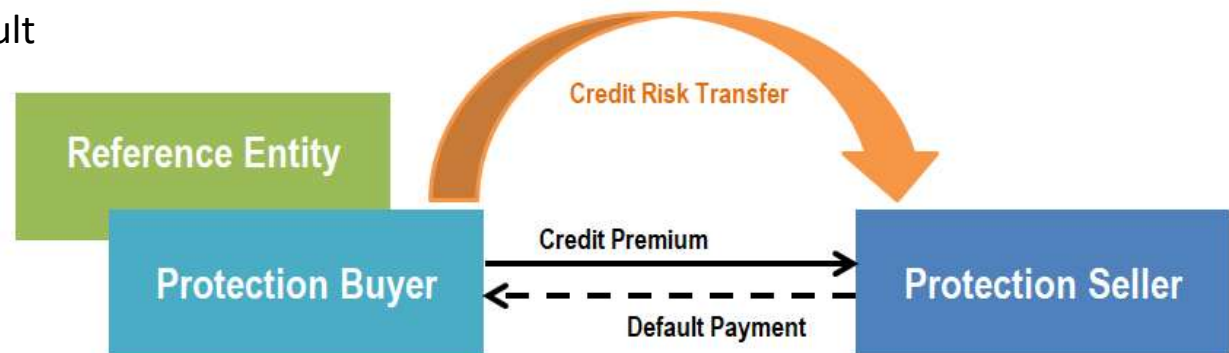 ult
Credit Risk Transfer
Reference Entity
Credit Premium
Protection Buyer
Protection Seller
Default Payment